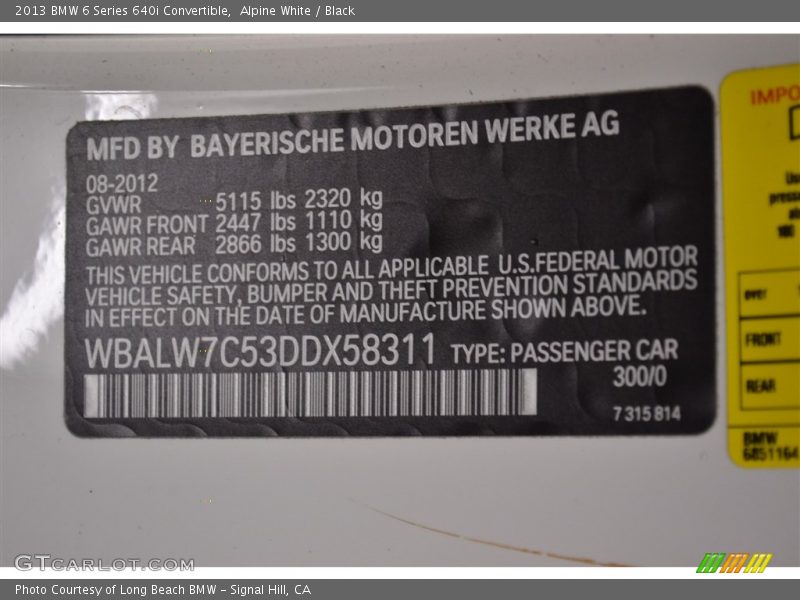 2013 BMW 6 Series 640i Convertible,  Alpine White / Black
MFD BY BAYERISCHE MOTOREN WERKE AG
08-2012
GVWR 5115 lbs 2320 kg
GAWR FRONT 2447 lbs 1110 kg
GAWR REAR 2866 lbs 1300 kg
THIS VEHICLE CONFORMS TO ALL APPLICABLE U.S.FEDERAL MOTOR
VEHICLE SAFETY, BUMPER AND THEFT PREVENTION STANDARDS
IN EFFECT ON THE DATE OF MANUFACTURE SHOWN ABOVE.
WBALW7C53DDX58311 TYPE: PASSENGER CAR
300/0
7 315 814
IMPO
FRONT
REAR
BMW
6851164
GTCARLOT.COM
Photo Courtesy of Long Beach BMW - Signal Hill, CA